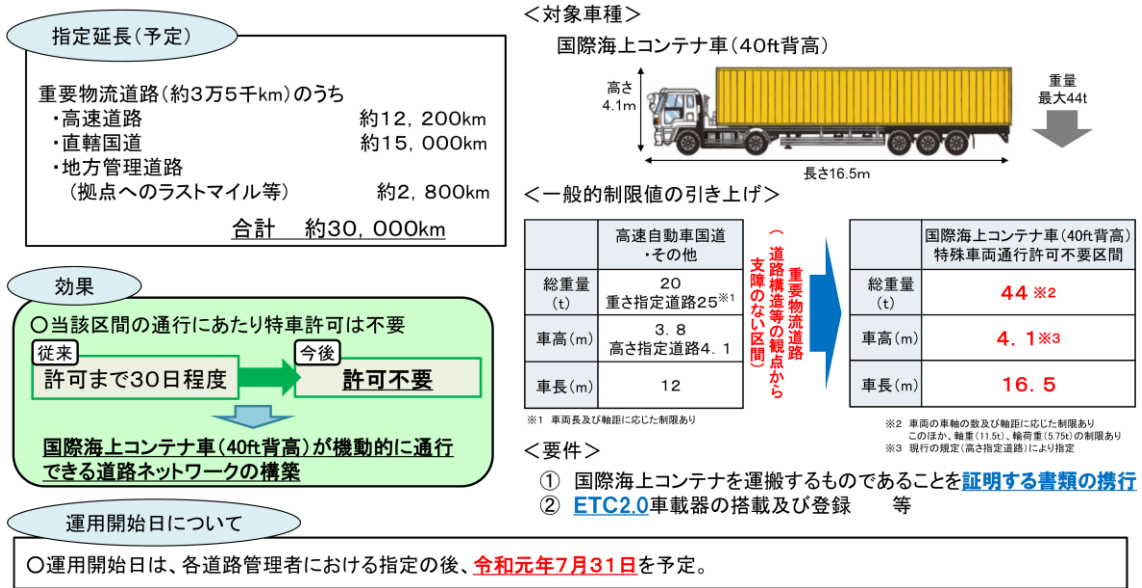 指定延長(予定)
重要物流道路(約3万5千km)のうち
・高速道路 約12,200km
・直轄国道 約15,000km
・地方管理道路
(拠点へのラストマイル等) 約2,800km
合計 約30,000km
効果
○当該区間の通行にあたり特車許可は不要
従来
許可まで30日程度
今後
許可不要
国際海上コンテナ車(40ft背高)が機動的に通行
できる道路ネットワークの構築
<対象車種>
国際海上コンテナ車(40ft背高)
高さ
4.1m
重量
最大44t
長さ16.5m
<一般的制限値の引き上げ>
高速自動車国道
・その他
総重量
(t)
20
重さ指定道路25※1
車高(m)
3.8
高さ指定道路4.1
車長(m)
12
※1 車両長及び軸距に応じた制限あり
重要物流道路
(道路構造等の観点から
支障のない区間)
国際海上コンテナ車(40ft背高)
特殊車両通行許可不要区間
総重量
(t)
44 ※2
車高(m)
4.1※3
車長(m)
16.5
※2 車両の車軸の数及び軸距に応じた制限あり
このほか、軸重(11.5t)、輪荷重(5.75t)の制限あり
※3 現行の規定(高さ指定道路)により指定
<要件>
① 国際海上コンテナを運搬するものであることを証明する書類の携行
② ETC2.0車載器の搭載及び登録 等
運用開始日について
○運用開始日は、各道路管理者における指定の後、令和元年7月31日を予定。